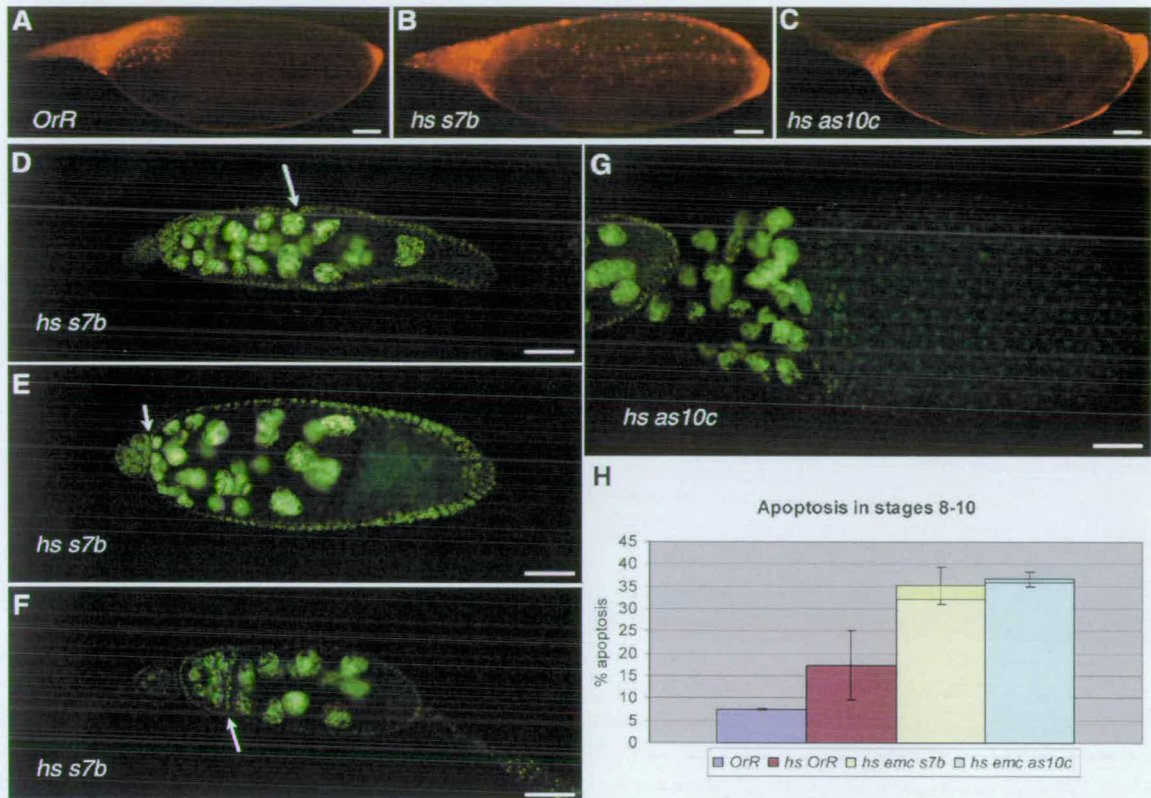 A
OrR
B
hs s7b
C
hs as10c
D
hs s7b
E
hs s7b
F
hs s7b
G
hs as10c
H
Apoptosis in stages 8-10
% apoptosis
45
40
35
30
25
20
15
10
5
0
OrR hs OrR hs emc s7b hs emc as10c